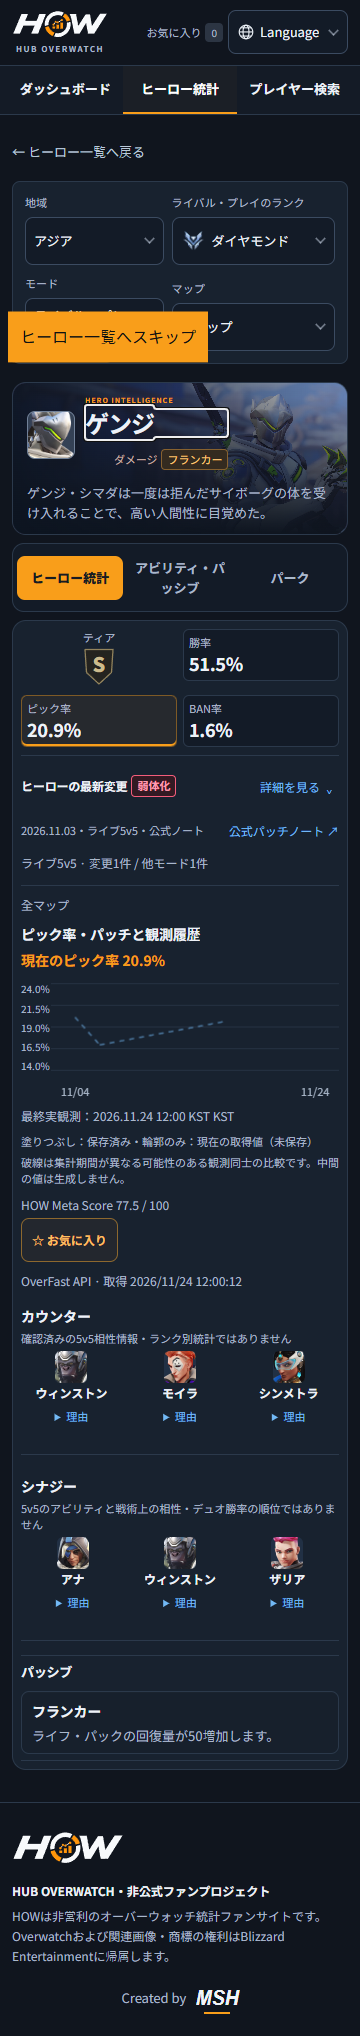 HOW
HUB OVERWATCH
お気に入り 0
Language
ダッシュボード ヒーロー統計 プレイヤー検索
← ヒーロー一覧へ戻る
地域
アジア
ライバル・プレイのランク
ダイヤモンド
モード
マップ
ップ
ヒーロー一覧へスキップ
HERO INTELLIGENCE
ゲンジ
ダメージ フランカー
ゲンジ・シマダは一度は拒んだサイボーグの体を受
け入れることで、高い人間性に目覚めた。
ヒーロー統計
アビリティ・パ
ッシブ
パーク
ティア
S
勝率
51.5%
ピック率
20.9%
BAN率
1.6%
ヒーローの最新変更 弱体化 詳細を見る ⌄
2026.11.03・ライブ5v5・公式ノート 公式パッチノート ↗
ライブ5v5 · 変更1件 / 他モード1件
全マップ
ピック率・パッチと観測履歴
現在のピック率 20.9%
24.0%
21.5%
19.0%
16.5%
14.0%
11/04 11/24
最終実観測：2026.11.24 12:00 KST KST
塗りつぶし：保存済み・輪郭のみ：現在の取得値（未保存）
破線は集計期間が異なる可能性のある観測同士の比較です。中間
の値は生成しません。
HOW Meta Score 77.5 / 100
☆ お気に入り
OverFast API · 取得 2026/11/24 12:00:12
カウンター
確認済みの5v5相性情報・ランク別統計ではありません
ウィンストン モイラ シンメトラ
▶ 理由 ▶ 理由 ▶ 理由
シナジー
5v5のアビリティと戦術上の相性・デュオ勝率の順位ではありま
せん
アナ ウィンストン ザリア
▶ 理由 ▶ 理由 ▶ 理由
パッシブ
フランカー
ライフ・パックの回復量が50増加します。
HOW
HUB OVERWATCH・非公式ファンプロジェクト
HOWは非営利のオーバーウォッチ統計ファンサイトです。
Overwatchおよび関連画像・商標の権利はBlizzard
Entertainmentに帰属します。
Created by MSH